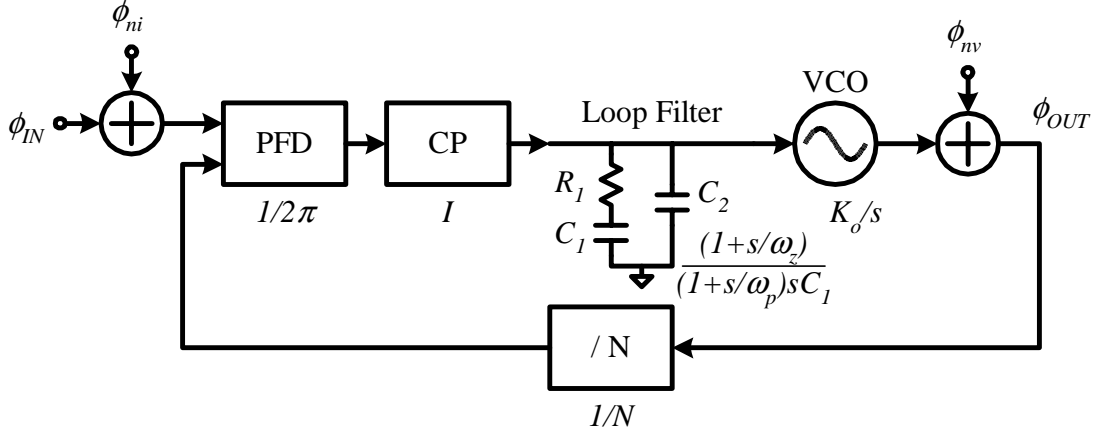 ϕni
ϕnv
VCO
Loop Filter
ϕIN
PFD
CP
ϕOUT
R1
C1
C2
1/2π
I
Ko/s
(1+s/ωz)
(1+s/ωp)sC1
/ N
1/N